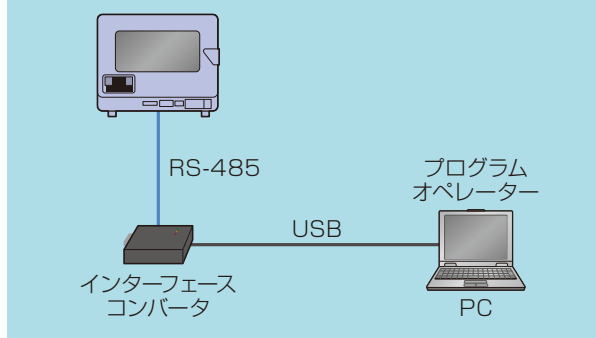 RS-485
プログラム
オペレーター
USB
インターフェース
コンバータ
PC